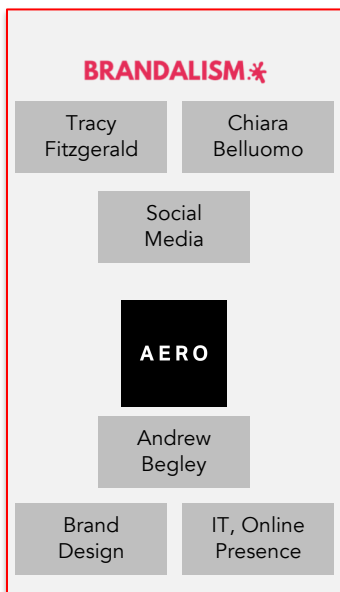 BRANDALISM
Tracy
Fitzgerald
Chiara
Belluomo
Social
Media
AERO
Andrew
Begley
Brand
Design
IT, Online
Presence